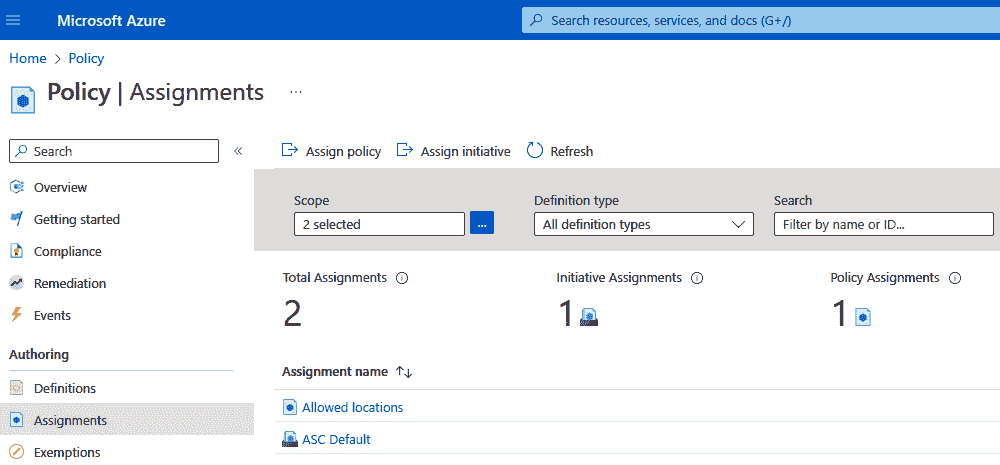 Microsoft Azure
Search resources, services, and docs (G+/)
Home > Policy
Policy | Assignments ...
Search «
Overview
Getting started
Compliance
Remediation
Events
Authoring
Definitions
Assignments
Exemptions
Assign policy Assign initiative Refresh
Scope Definition type Search
2 selected ... All definition types Filter by name or ID...
Total Assignments Initiative Assignments Policy Assignments
2 1 1
Assignment name ↑↓
Allowed locations
ASC Default